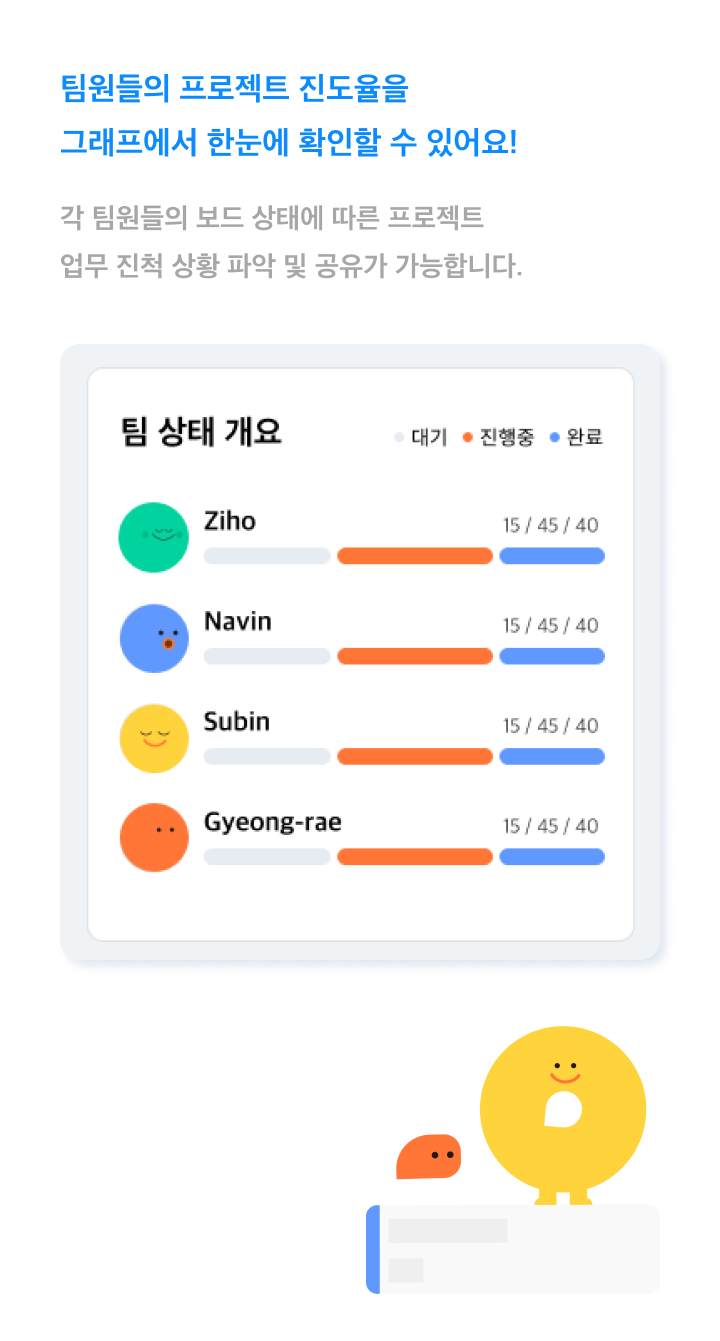 팀원들의 프로젝트 진도율을
그래프에서 한눈에 확인할 수 있어요!
각 팀원들의 보드 상태에 따른 프로젝트
업무 진척 상황 파악 및 공유가 가능합니다.
팀 상태 개요
대기 진행중 완료
Ziho
15 / 45 / 40
Navin
15 / 45 / 40
Subin
15 / 45 / 40
Gyeong-rae
15 / 45 / 40